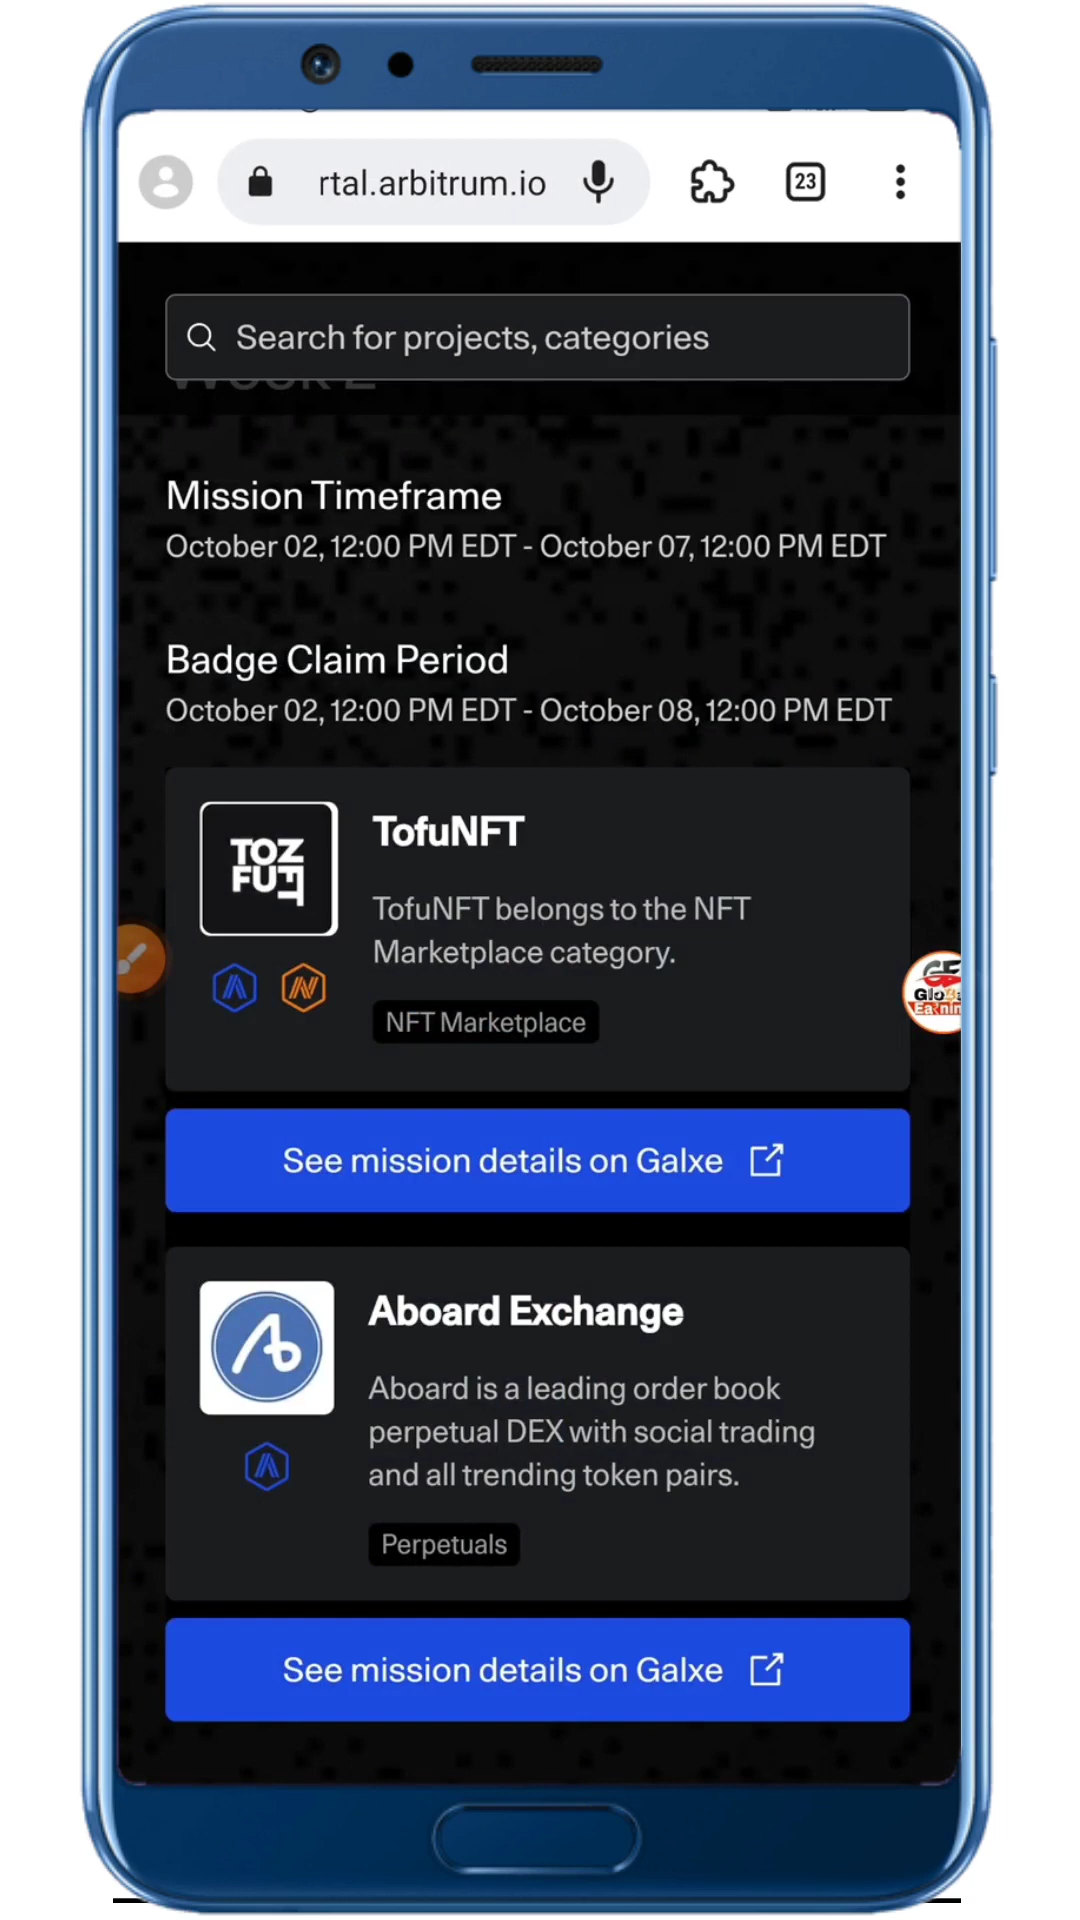 rtal.arbitrum.io
23
Search for projects, categories
Week 2
Mission Timeframe
October 02, 12:00 PM EDT - October 07, 12:00 PM EDT
Badge Claim Period
October 02, 12:00 PM EDT - October 08, 12:00 PM EDT
TOZ
FUFT
TofuNFT
TofuNFT belongs to the NFT
Marketplace category.
NFT Marketplace
See mission details on Galxe
Aboard Exchange
Aboard is a leading order book
perpetual DEX with social trading
and all trending token pairs.
Perpetuals
See mission details on Galxe